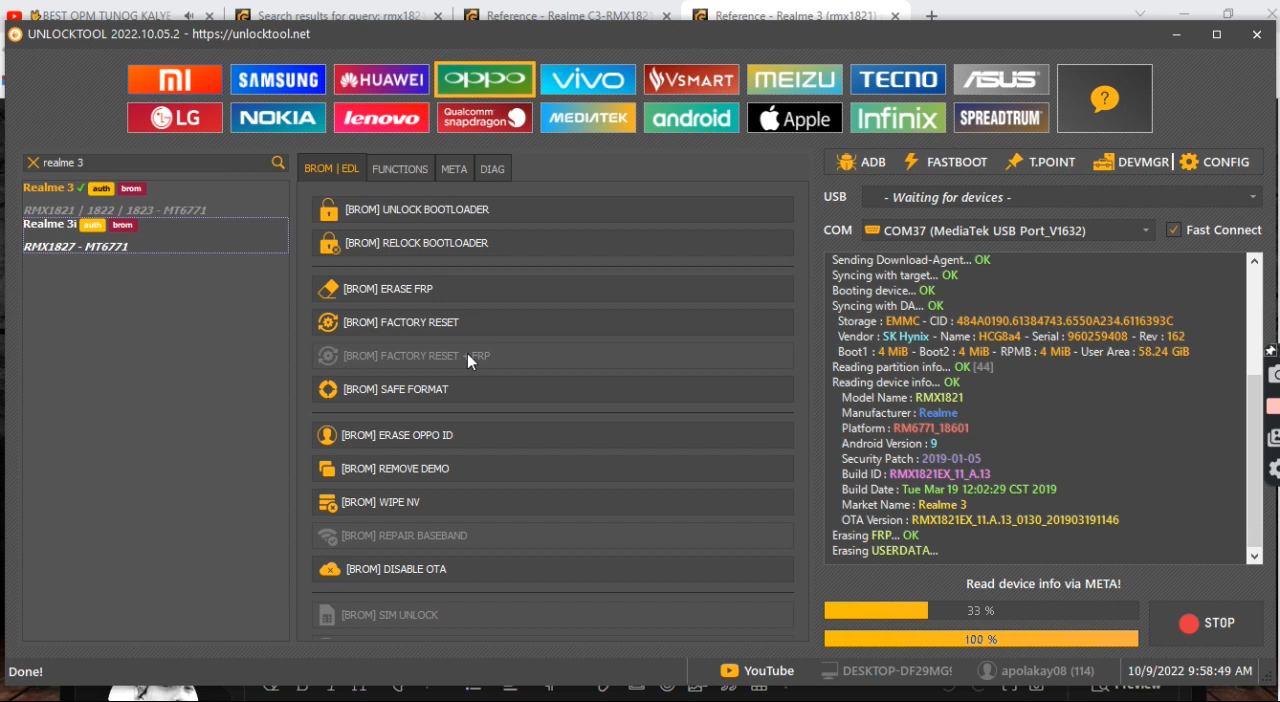 BEST OPM TUNOG KALYE
Search results for query: rmx182
Reference - Realme C3-RMX182
Reference - Realme 3 (rmx1821)
UNLOCKTOOL 2022.10.05.2 - https://unlocktool.net
mi
SAMSUNG
HUAWEI
oppo
vivo
VSMART
MEIZU
TECNO
ASUS
LG
NOKIA
lenovo
Qualcomm
snapdragon
MEDIATEK
android
Apple
Infinix
SPREADTRUM
?
realme 3
Realme 3 auth brom
RMX1821 | 1822 | 1823 - MT6771
Realme 3i auth brom
RMX1827 - MT6771
BROM | EDL
FUNCTIONS
META
DIAG
[BROM] UNLOCK BOOTLOADER
[BROM] RELOCK BOOTLOADER
[BROM] ERASE FRP
[BROM] FACTORY RESET
[BROM] FACTORY RESET + FRP
[BROM] SAFE FORMAT
[BROM] ERASE OPPO ID
[BROM] REMOVE DEMO
[BROM] WIPE NV
[BROM] REPAIR BASEBAND
[BROM] DISABLE OTA
[BROM] SIM UNLOCK
ADB
FASTBOOT
T.POINT
DEVMGR
CONFIG
USB - Waiting for devices -
COM COM37 (MediaTek USB Port_V1632) Fast Connect
Sending Download-Agent... OK
Syncing with target... OK
Booting device... OK
Syncing with DA... OK
Storage : EMMC - CID : 484A0190.61384743.6550A234.6116393C
Vendor : SK Hynix - Name : HCG8a4 - Serial : 960259408 - Rev : 162
Boot1 : 4 MiB - Boot2 : 4 MiB - RPMB : 4 MiB - User Area : 58.24 GiB
Reading partition info... OK [44]
Reading device info... OK
Model Name : RMX1821
Manufacturer : Realme
Platform : RM6771_18601
Android Version : 9
Security Patch : 2019-01-05
Build ID : RMX1821EX_11_A.13
Build Date : Tue Mar 19 12:02:29 CST 2019
Market Name : Realme 3
OTA Version : RMX1821EX_11.A.13_0130_201903191146
Erasing FRP... OK
Erasing USERDATA...
Read device info via META!
33 %
100 %
STOP
Done!
YouTube
DESKTOP-DF29MG9
apolakay08 (114)
10/9/2022 9:58:49 AM
Preview